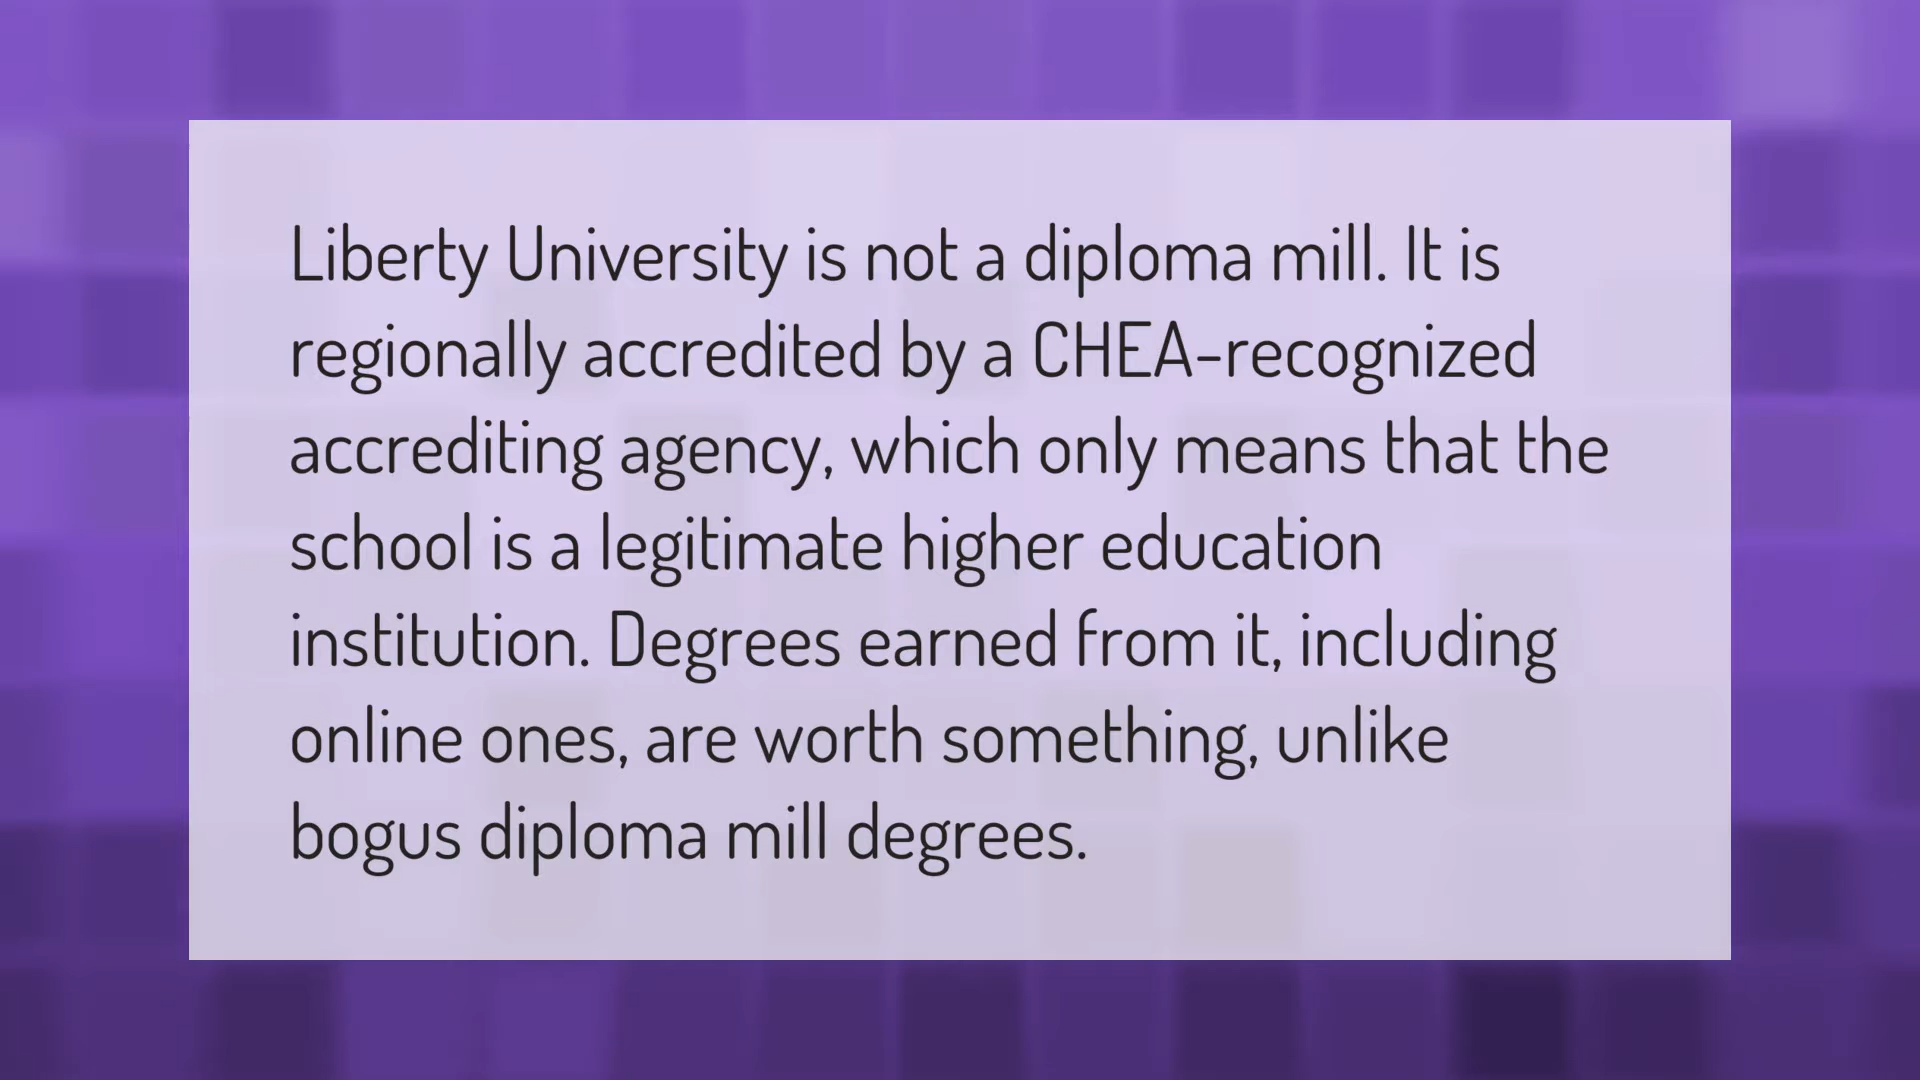 Liberty University is not a diploma mill. It is
regionally accredited by a CHEA-recognized
accrediting agency, which only means that the
school is a legitimate higher education
institution. Degrees earned from it, including
online ones, are worth something, unlike
bogus diploma mill degrees.